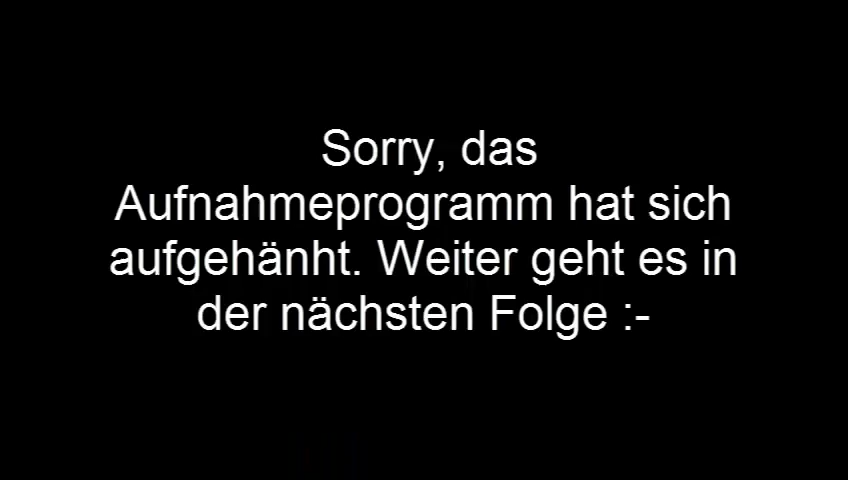 Sorry, das
Aufnahmeprogramm hat sich
aufgehänht. Weiter geht es in
der nächsten Folge :-